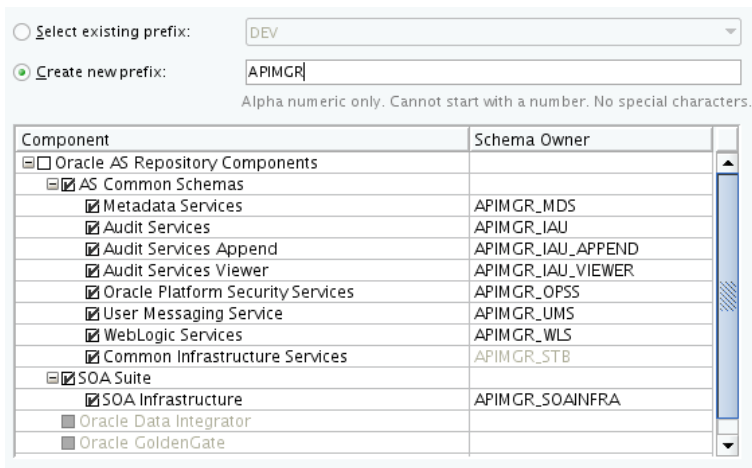 Select existing prefix: DEV
Create new prefix: APIMGR
Alpha numeric only. Cannot start with a number. No special characters.
Component Schema Owner
Oracle AS Repository Components
AS Common Schemas
Metadata Services APIMGR_MDS
Audit Services APIMGR_IAU
Audit Services Append APIMGR_IAU_APPEND
Audit Services Viewer APIMGR_IAU_VIEWER
Oracle Platform Security Services APIMGR_OPSS
User Messaging Service APIMGR_UMS
WebLogic Services APIMGR_WLS
Common Infrastructure Services APIMGR_STB
SOA Suite
SOA Infrastructure APIMGR_SOAINFRA
Oracle Data Integrator
Oracle GoldenGate